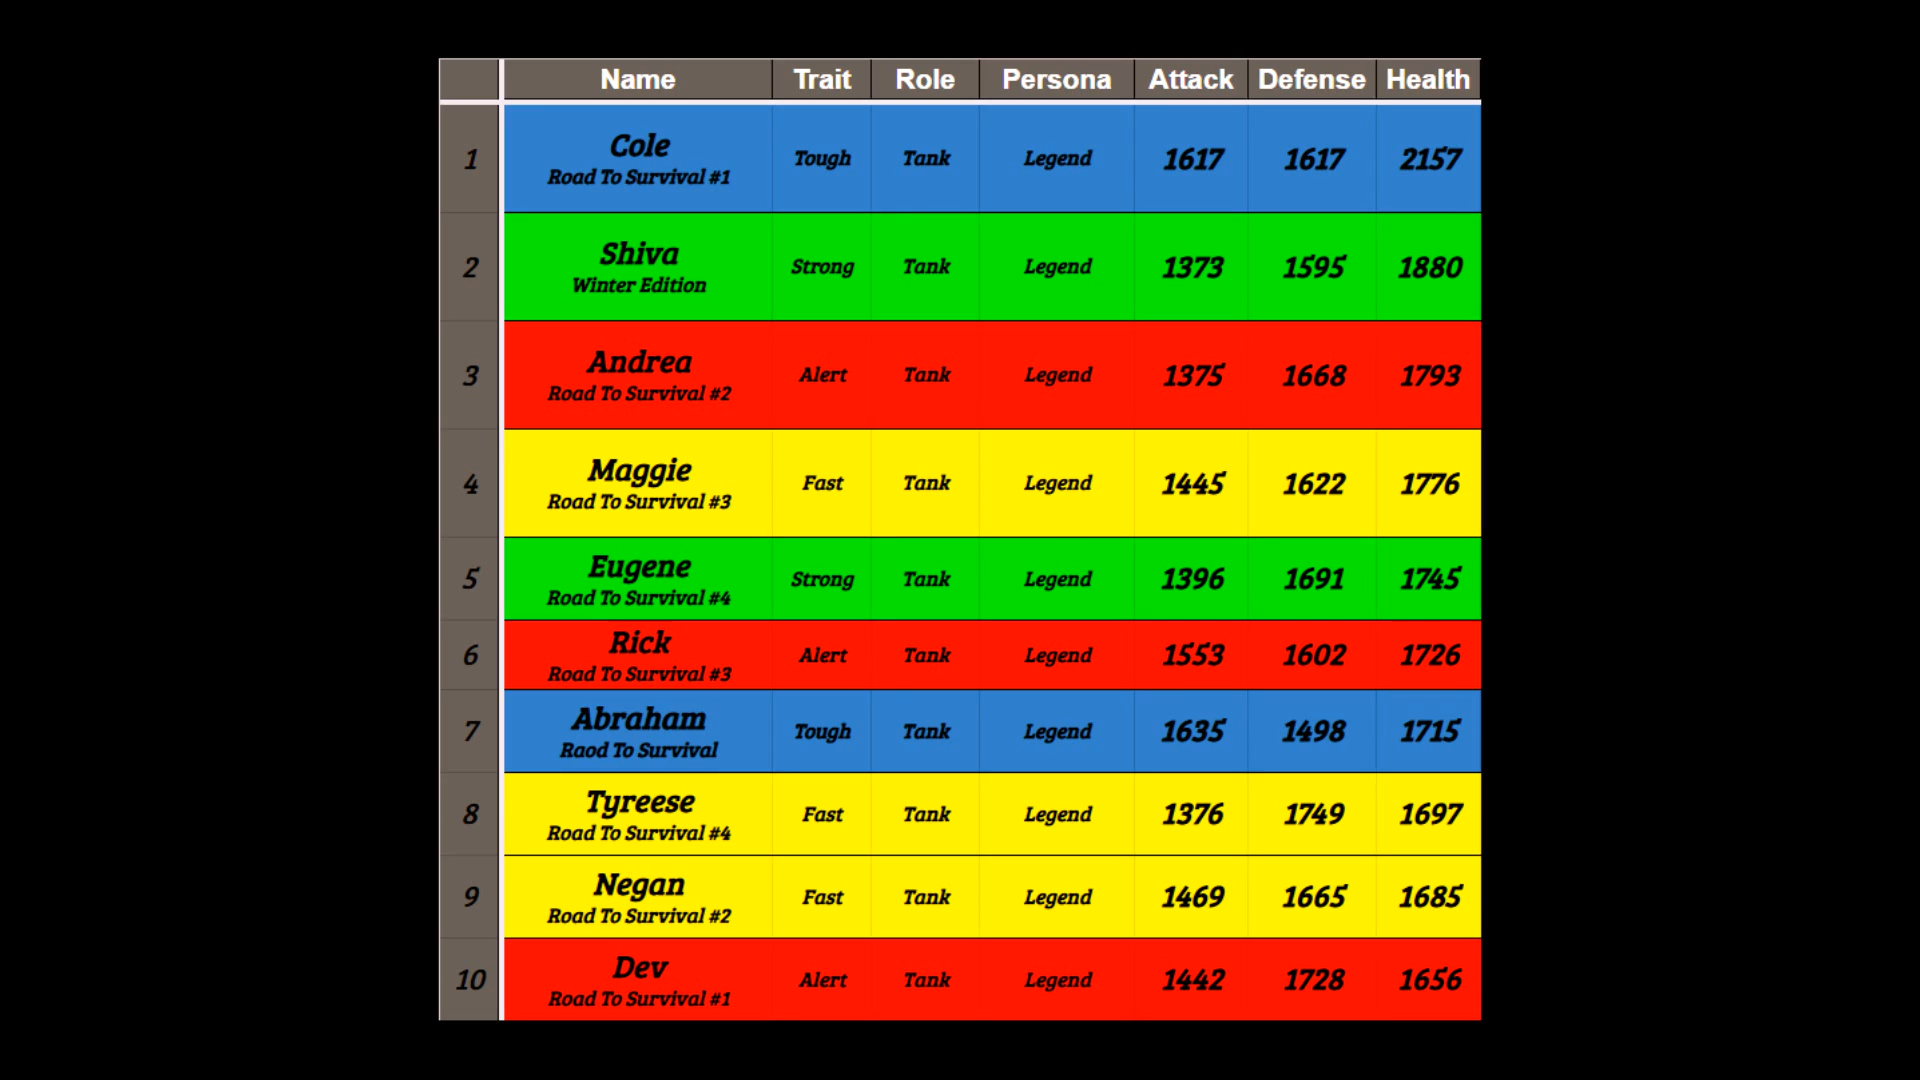 Name Trait Role Persona Attack Defense Health
1 Cole Tough Tank Legend 1617 1617 2157
Road To Survival #1
2 Shiva Strong Tank Legend 1373 1595 1880
Winter Edition
3 Andrea Alert Tank Legend 1375 1668 1793
Road To Survival #2
4 Maggie Fast Tank Legend 1445 1622 1776
Road To Survival #3
5 Eugene Strong Tank Legend 1396 1691 1745
Road To Survival #4
6 Rick Alert Tank Legend 1553 1602 1726
Road To Survival #3
7 Abraham Tough Tank Legend 1635 1498 1715
Raod To Survival
8 Tyreese Fast Tank Legend 1376 1749 1697
Road To Survival #4
9 Negan Fast Tank Legend 1469 1665 1685
Road To Survival #2
10 Dev Alert Tank Legend 1442 1728 1656
Road To Survival #1